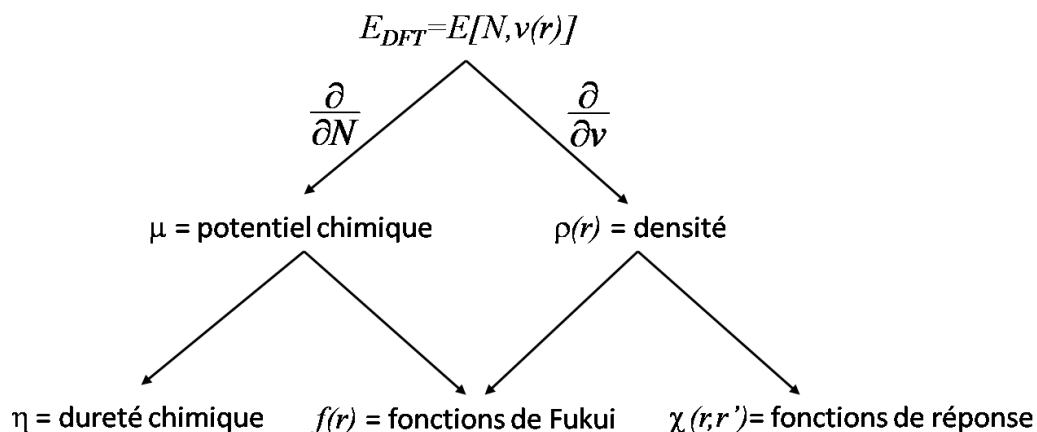 E_DFT=E[N,v(r)]
∂/∂N
∂/∂v
μ = potentiel chimique
ρ(r) = densité
η = dureté chimique
f(r) = fonctions de Fukui
χ(r,r')= fonctions de réponse